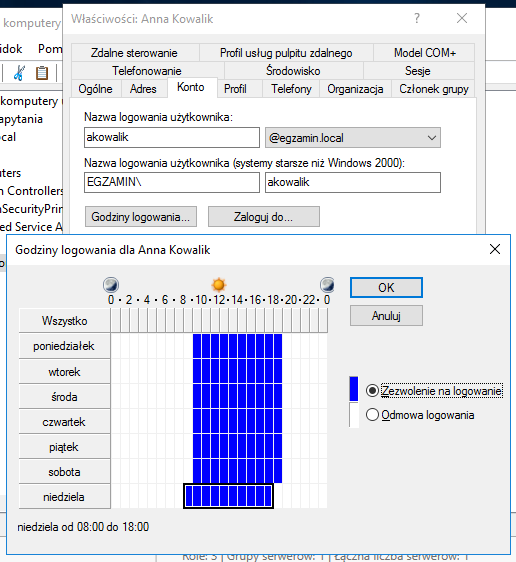 komputery
Właściwości: Anna Kowalik
?
idok Pom
Zdalne sterowanie Profil usług pulpitu zdalnego Model COM+
Telefonowanie Środowisko Sesje
Ogólne Adres Konto Profil Telefony Organizacja Członek grupy
komputery u
apytania
cal
uters
n Controllers
nSecurityPrin
ed Service A
o
Nazwa logowania użytkownika:
akowalik @egzamin.local
Nazwa logowania użytkownika (systemy starsze niż Windows 2000):
EGZAMIN\ akowalik
Godziny logowania... Zaloguj do...
Godziny logowania dla Anna Kowalik
0 · 2 · 4 · 6 · 8 · 10 · 12 · 14 · 16 · 18 · 20 · 22 · 0
Wszystko
poniedziałek
wtorek
środa
czwartek
piątek
sobota
niedziela
OK
Anuluj
Zezwolenie na logowanie
Odmowa logowania
niedziela od 08:00 do 18:00
Role: 3 | Grupy serwerów: 1 | Łączna liczba serwerów: 1